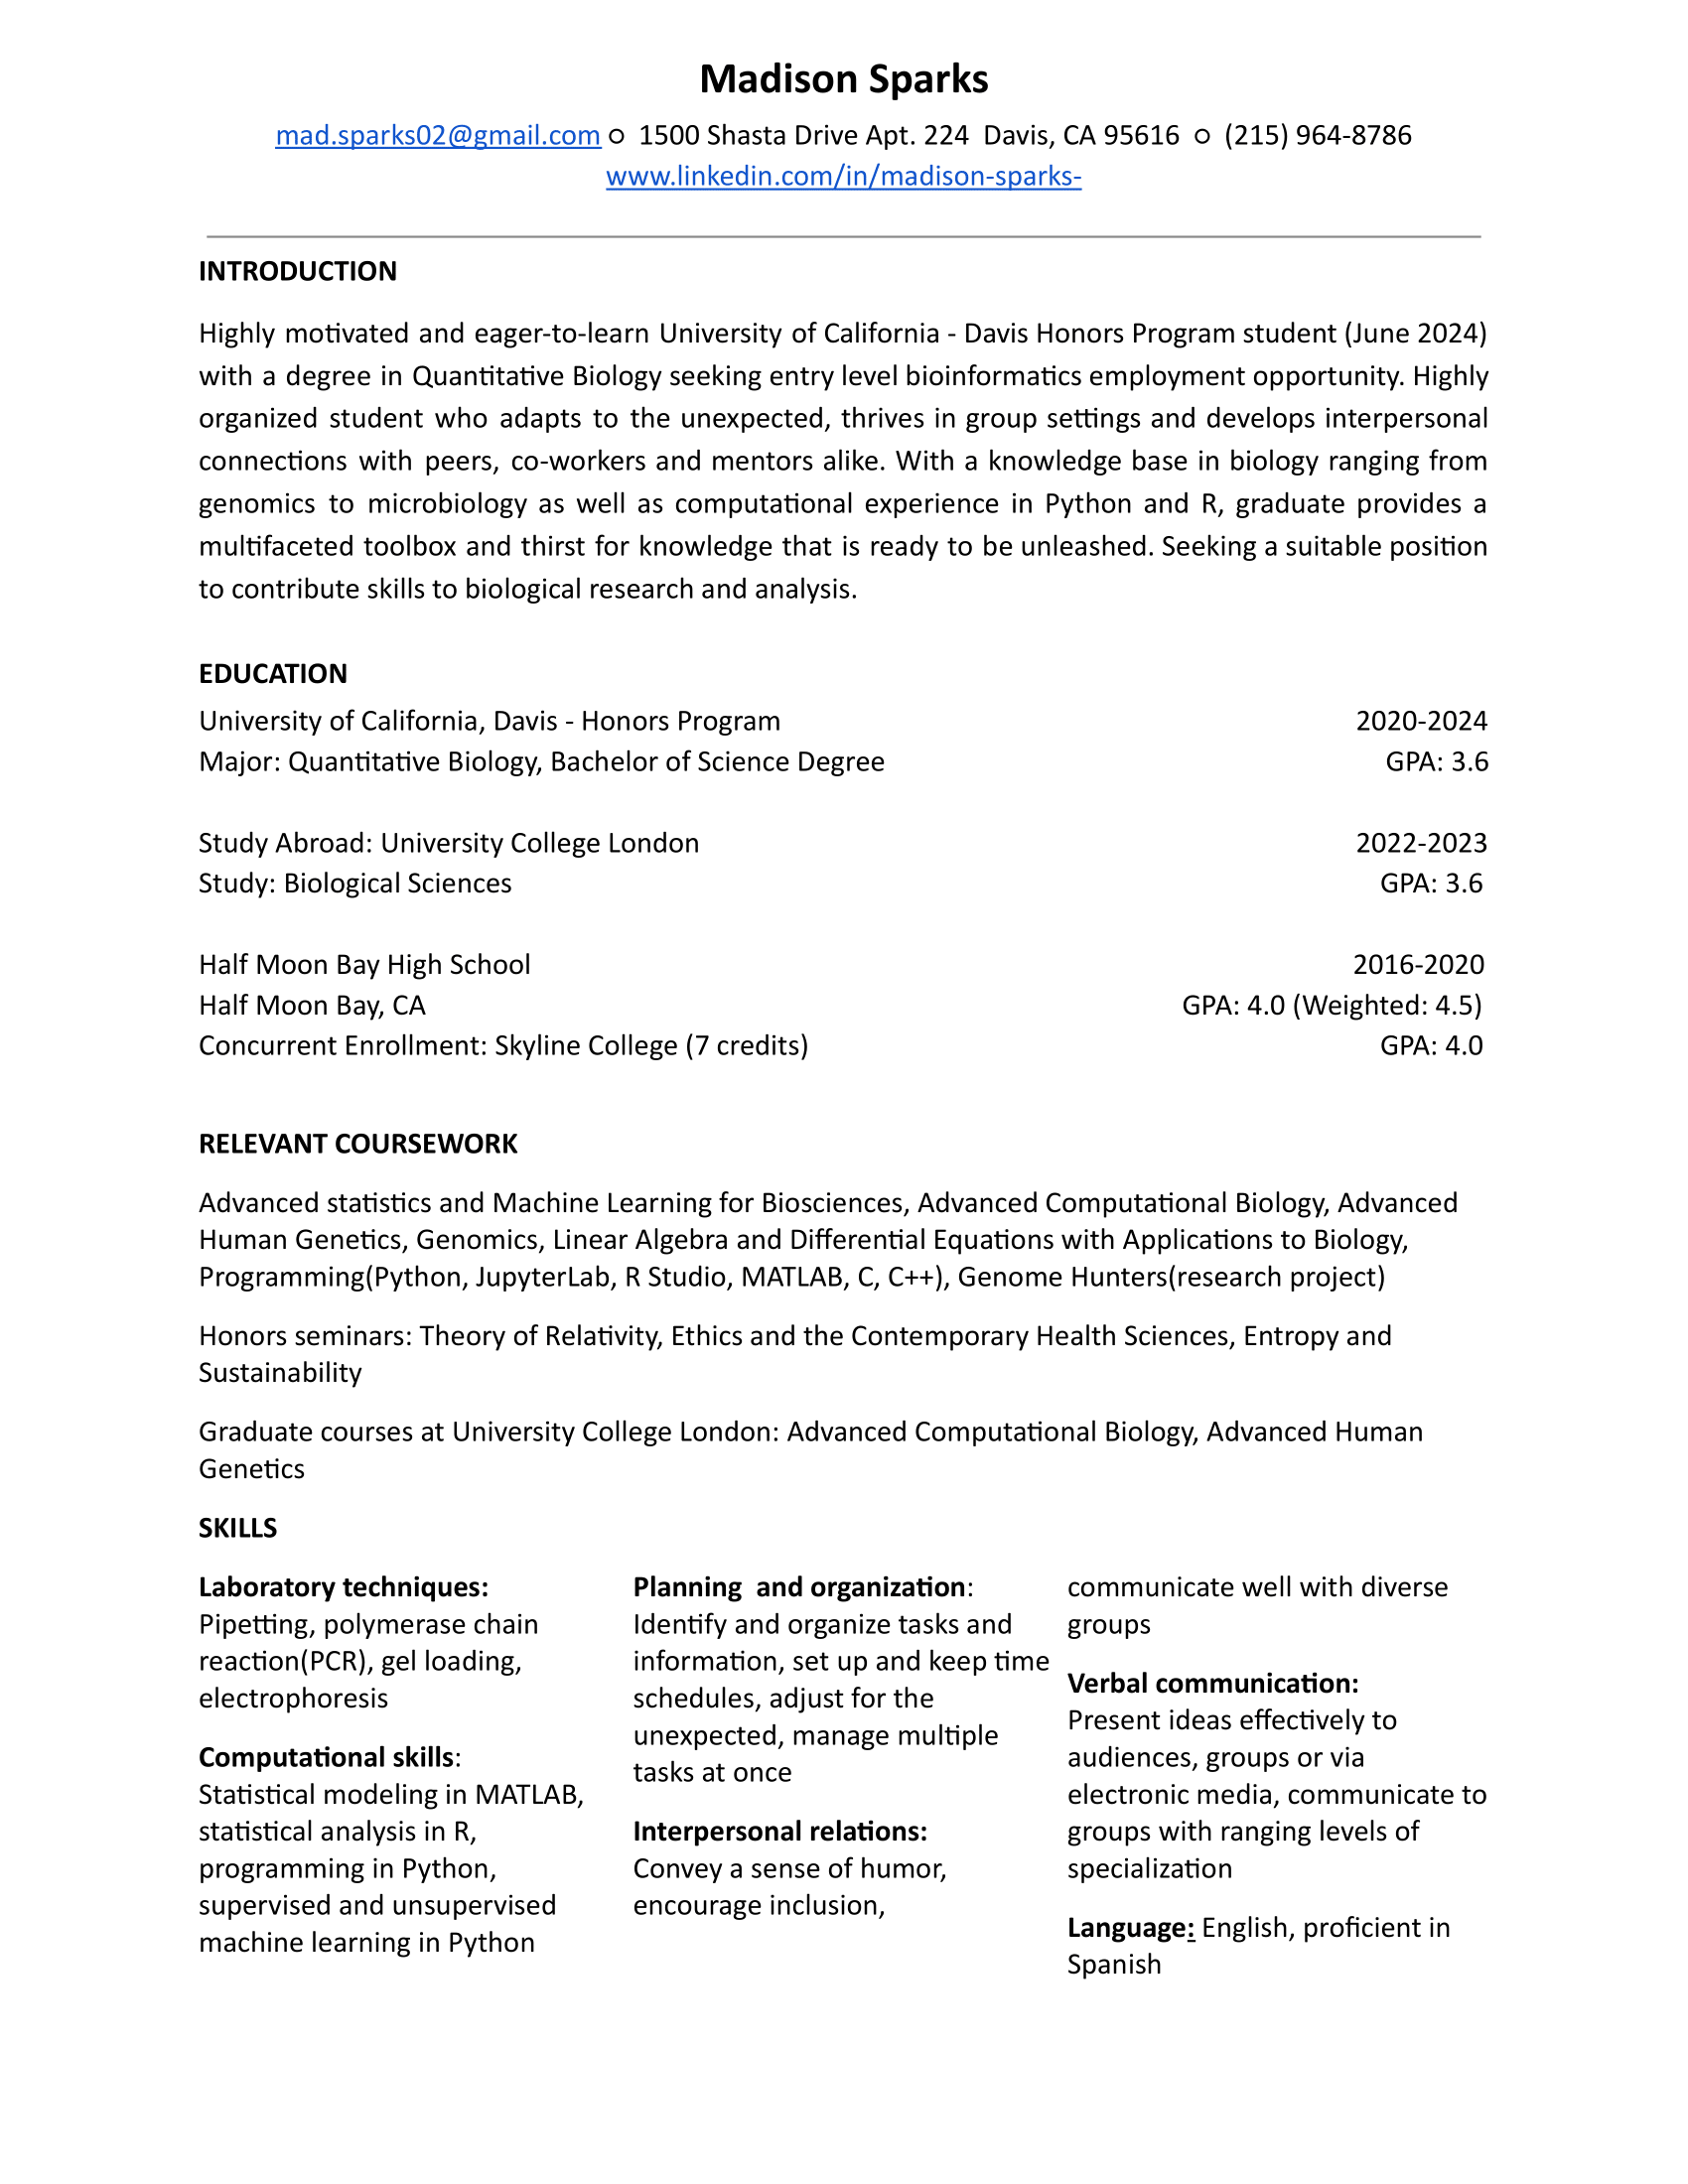 Madison Sparks
mad.sparks02@gmail.com ○ 1500 Shasta Drive Apt. 224 Davis, CA 95616 ○ (215) 964-8786
www.linkedin.com/in/madison-sparks-
INTRODUCTION
Highly motivated and eager-to-learn University of California - Davis Honors Program student (June 2024)
with a degree in Quantitative Biology seeking entry level bioinformatics employment opportunity. Highly
organized student who adapts to the unexpected, thrives in group settings and develops interpersonal
connections with peers, co-workers and mentors alike. With a knowledge base in biology ranging from
genomics to microbiology as well as computational experience in Python and R, graduate provides a
multifaceted toolbox and thirst for knowledge that is ready to be unleashed. Seeking a suitable position
to contribute skills to biological research and analysis.
EDUCATION
University of California, Davis - Honors Program 2020-2024
Major: Quantitative Biology, Bachelor of Science Degree GPA: 3.6
Study Abroad: University College London 2022-2023
Study: Biological Sciences GPA: 3.6
Half Moon Bay High School 2016-2020
Half Moon Bay, CA GPA: 4.0 (Weighted: 4.5)
Concurrent Enrollment: Skyline College (7 credits) GPA: 4.0
RELEVANT COURSEWORK
Advanced statistics and Machine Learning for Biosciences, Advanced Computational Biology, Advanced
Human Genetics, Genomics, Linear Algebra and Differential Equations with Applications to Biology,
Programming(Python, JupyterLab, R Studio, MATLAB, C, C++), Genome Hunters(research project)
Honors seminars: Theory of Relativity, Ethics and the Contemporary Health Sciences, Entropy and
Sustainability
Graduate courses at University College London: Advanced Computational Biology, Advanced Human
Genetics
SKILLS
Laboratory techniques:
Pipetting, polymerase chain
reaction(PCR), gel loading,
electrophoresis
Computational skills:
Statistical modeling in MATLAB,
statistical analysis in R,
programming in Python,
supervised and unsupervised
machine learning in Python
Planning and organization:
Identify and organize tasks and
information, set up and keep time
schedules, adjust for the
unexpected, manage multiple
tasks at once
Interpersonal relations:
Convey a sense of humor,
encourage inclusion,
communicate well with diverse
groups
Verbal communication:
Present ideas effectively to
audiences, groups or via
electronic media, communicate to
groups with ranging levels of
specialization
Language: English, proficient in
Spanish